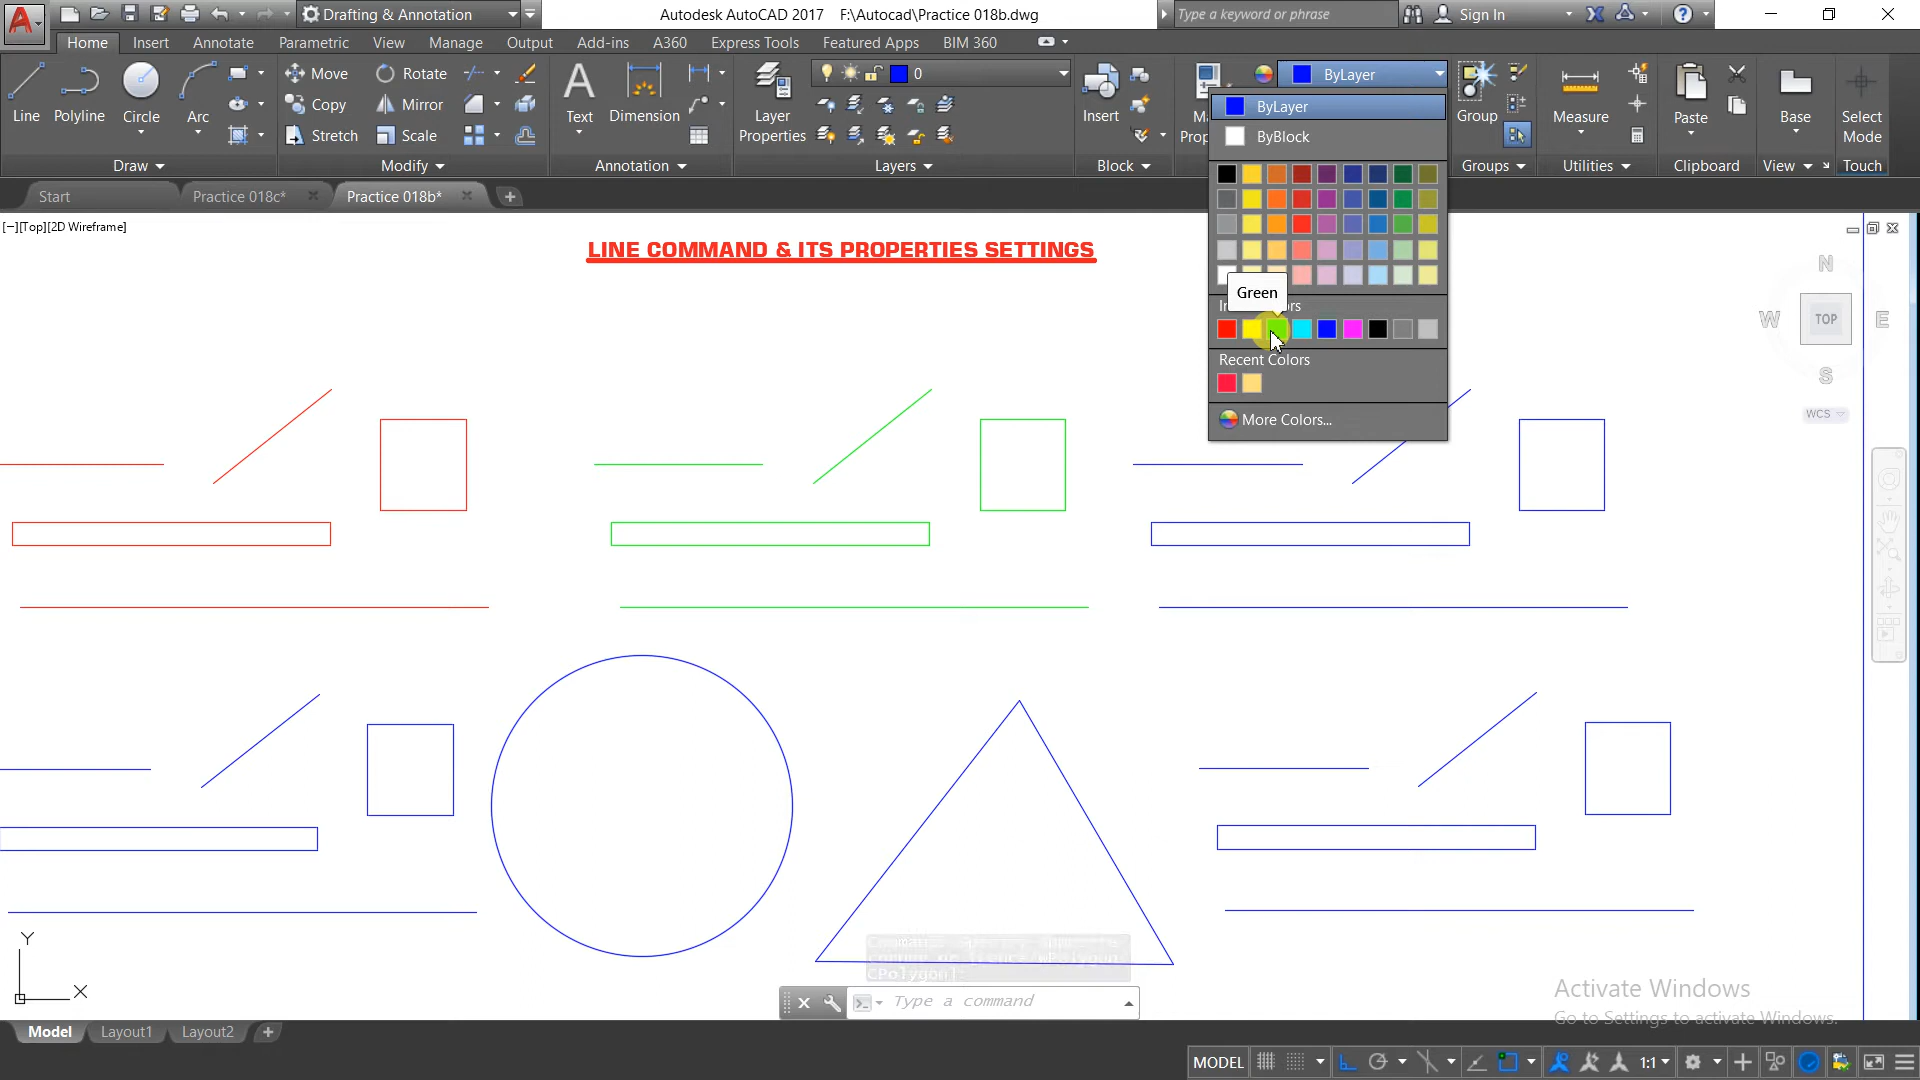 Drafting & Annotation
Autodesk AutoCAD 2017 F:\Autocad\Practice 018b.dwg
Type a keyword or phrase
Sign In
Home Insert Annotate Parametric View Manage Output Add-ins A360 Express Tools Featured Apps BIM 360
Move Rotate
0
ByLayer
Line Polyline Circle Arc
Copy Mirror
Text Dimension Layer
Insert
Group Measure Paste Base Select
Stretch Scale
Properties
Mode
Draw Modify Annotation Layers Block Groups Utilities Clipboard View Touch
ByLayer
ByBlock
Start Practice 018c* Practice 018b*
[−][Top][2D Wireframe]
LINE COMMAND & ITS PROPERTIES SETTINGS
Green
Recent Colors
More Colors...
N
W TOP E
S
WCS
CPolygon]:
Type a command
Y
X
Activate Windows
Go to Settings to activate Windows.
Model Layout1 Layout2
MODEL 1:1